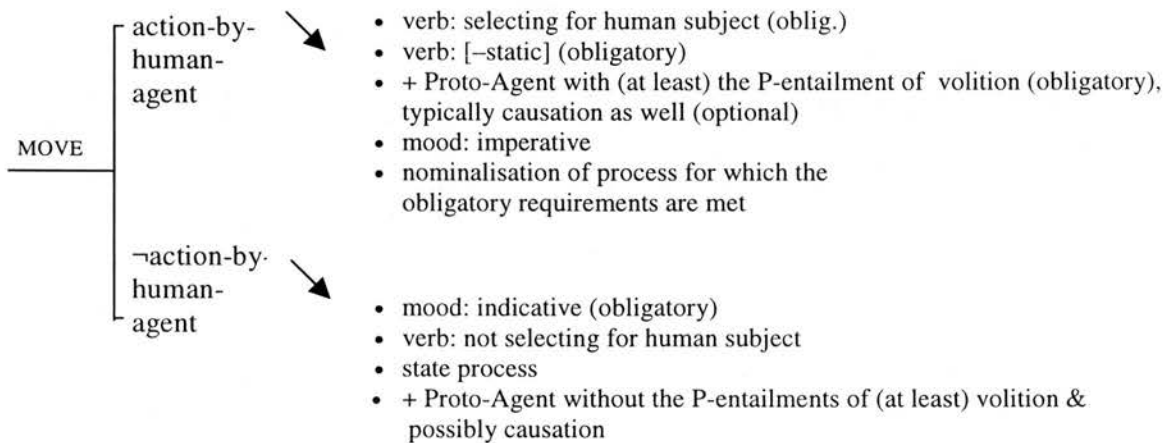 MOVE
action-by-
human-
agent
• verb: selecting for human subject (oblig.)
• verb: [–static] (obligatory)
• + Proto-Agent with (at least) the P-entailment of volition (obligatory),
typically causation as well (optional)
• mood: imperative
• nominalisation of process for which the
obligatory requirements are met
¬action-by-
human-
agent
• mood: indicative (obligatory)
• verb: not selecting for human subject
• state process
• + Proto-Agent without the P-entailments of (at least) volition &
possibly causation